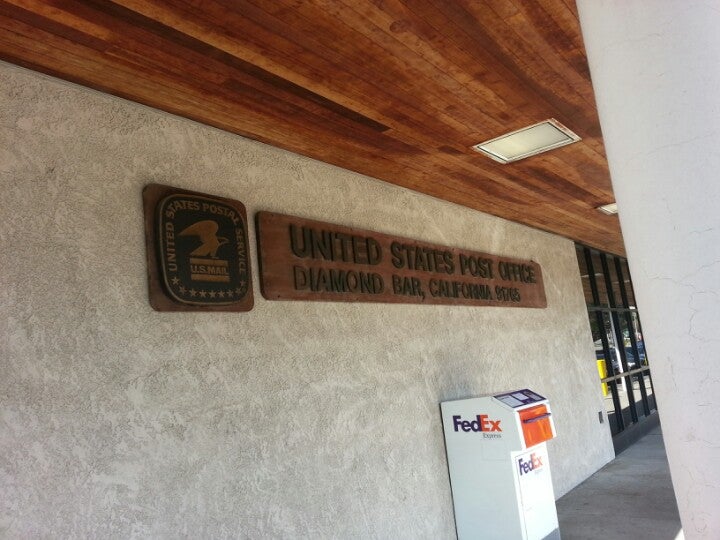 UNITED STATES POSTAL SERVICE
U.S.MAIL
UNITED STATES POST OFFICE
DIAMOND BAR, CALIFORNIA 91765
FedEx
Express
FedEx